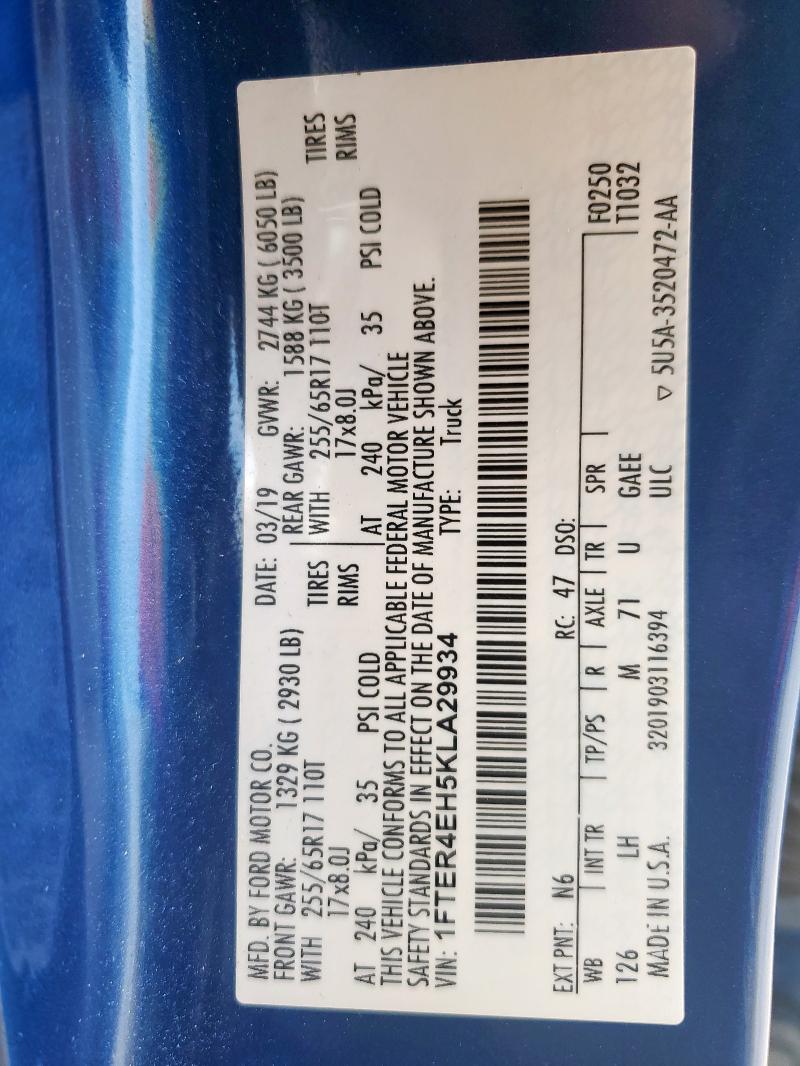 MFD. BY FORD MOTOR CO. DATE: 03/19 GVWR: 2744 KG ( 6050 LB)
FRONT GAWR: 1329 KG ( 2930 LB) REAR GAWR: 1588 KG ( 3500 LB)
WITH 255/65R17 110T TIRES WITH 255/65R17 110T TIRES
17x8.0J RIMS 17x8.0J RIMS
AT 240 kPa/ 35 PSI COLD AT 240 kPa/ 35 PSI COLD
THIS VEHICLE CONFORMS TO ALL APPLICABLE FEDERAL MOTOR VEHICLE
SAFETY STANDARDS IN EFFECT ON THE DATE OF MANUFACTURE SHOWN ABOVE.
VIN: 1FTER4EH5KLA29934 TYPE: Truck
EXT PNT: N6 RC: 47 DSO:
WB INT TR TP/PS R AXLE TR SPR F0250
126 LH M 71 U GAEE T1032
MADE IN U.S.A. 3201903116394 ULC ▽ 5U5A-3520472-AA